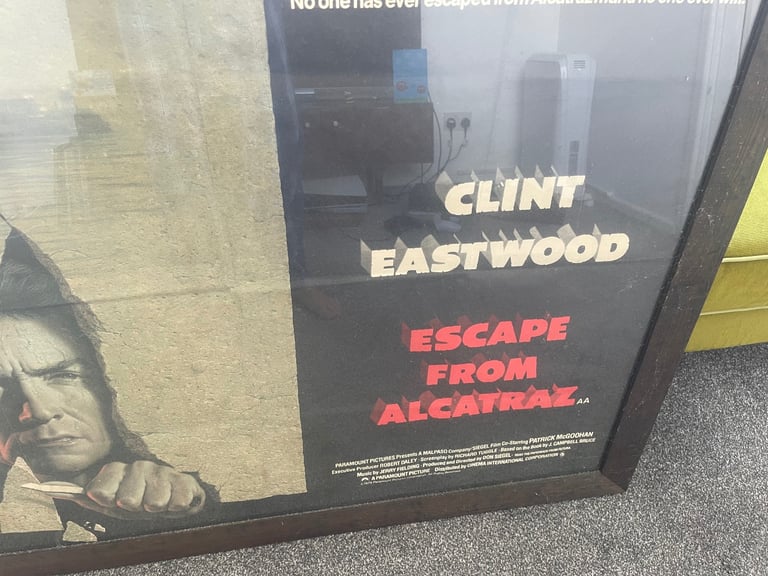 No one has ever escaped from Alcatraz...and no one ever will.
CLINT
EASTWOOD
ESCAPE
FROM
ALCATRAZ AA
PARAMOUNT PICTURES Presents A MALPASO Company/SIEGEL Film Co-Starring PATRICK McGOOHAN
Executive Producer ROBERT DALEY · Screenplay by RICHARD TUGGLE · Based on the Book by J. CAMPBELL BRUCE
Music by JERRY FIELDING · Produced and Directed by DON SIEGEL
A PARAMOUNT PICTURE Distributed by CINEMA INTERNATIONAL CORPORATION